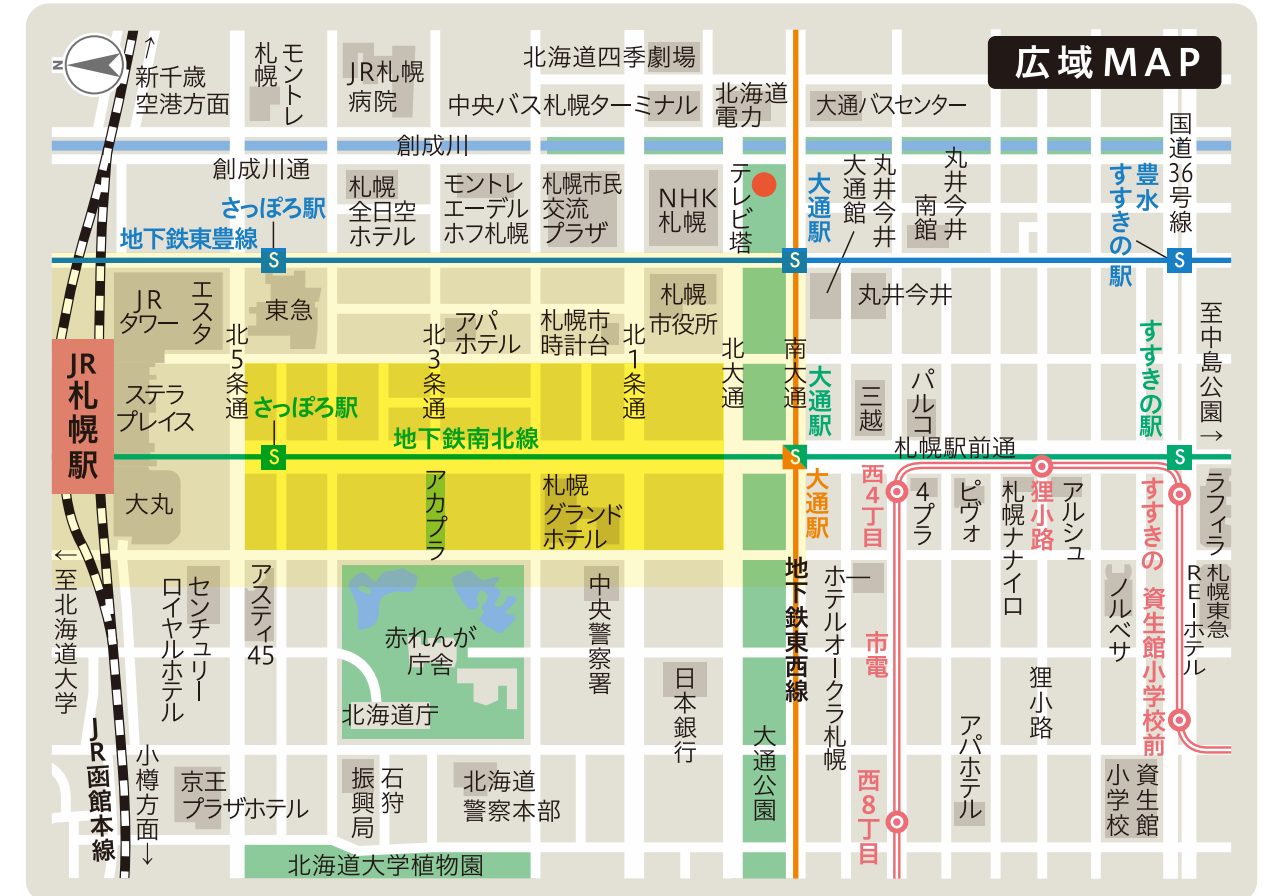 広域MAP
N
↑
新千歳
空港方面
札幌
モントレ
JR札幌
病院
北海道四季劇場
中央バス札幌ターミナル
北海道
電力
大通バスセンター
国道36号線
創成川
創成川通
さっぽろ駅
地下鉄東豊線
札幌
全日空
ホテル
モントレ
エーデル
ホフ札幌
札幌市民
交流
プラザ
NHK
札幌
テレビ塔
大通駅
大通館
丸井今井
南館
丸井今井
豊水
すすきの駅
S
S
S
JR
タワー
エスタ
東急
北5条通
北3条通
アパ
ホテル
札幌市
時計台
北1条通
札幌
市役所
北大通
南大通
丸井今井
至中島公園→
JR札幌駅
ステラ
プレイス
さっぽろ駅
地下鉄南北線
大通駅
三越
パルコ
すすきの駅
札幌駅前通
S
S
S
大丸
アカプラ
札幌
グランド
ホテル
大通駅
西4丁目
4プラ
ピヴォ
札幌ナナイロ
狸小路
アルシュ
すすきの
ラフィラ
←至北海道大学
ロイヤルホテル
センチュリー
アスティ45
赤れんが
庁舎
北海道庁
中央警察署
日本銀行
地下鉄東西線
ホテルオークラ札幌
市電
狸小路
ノルベサ
資生館小学校前
札幌東急
REIホテル
JR函館本線
小樽方面→
京王
プラザホテル
石狩
振興局
北海道
警察本部
大通公園
西8丁目
アパホテル
資生館
小学校
北海道大学植物園